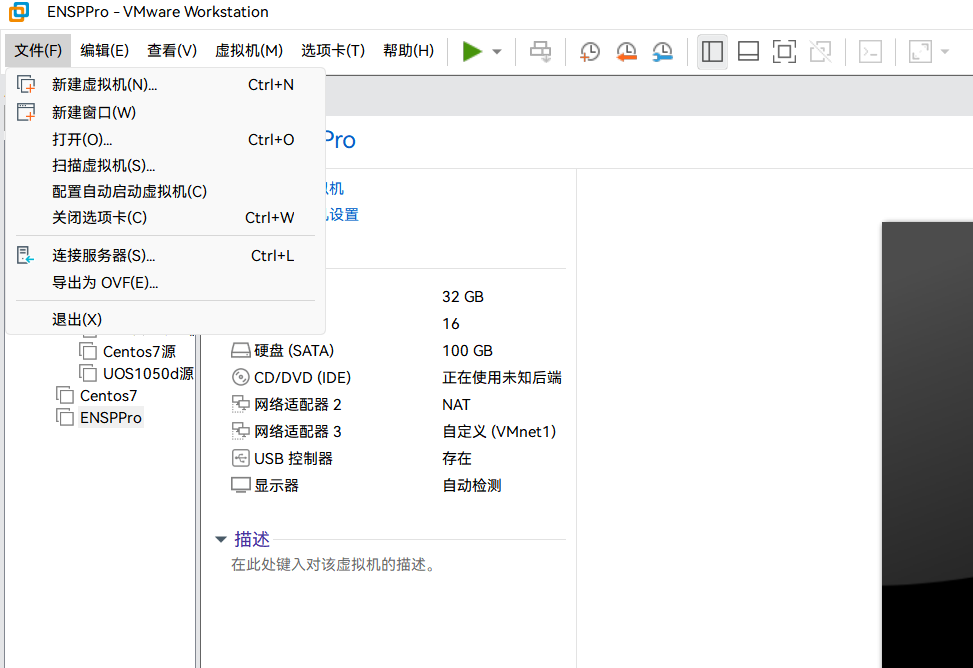 ENSPPro - VMware Workstation
文件(F) 编辑(E) 查看(V) 虚拟机(M) 选项卡(T) 帮助(H)
新建虚拟机(N)... Ctrl+N
新建窗口(W)
打开(O)... Ctrl+O
扫描虚拟机(S)...
配置自动启动虚拟机(C)
关闭选项卡(C) Ctrl+W
连接服务器(S)... Ctrl+L
导出为 OVF(E)...
退出(X)
Centos7源
UOS1050d源
Centos7
ENSPPro
Pro
拟机
设置
32 GB
16
硬盘 (SATA) 100 GB
CD/DVD (IDE) 正在使用未知后端
网络适配器 2 NAT
网络适配器 3 自定义 (VMnet1)
USB 控制器 存在
显示器 自动检测
描述
在此处键入对该虚拟机的描述。